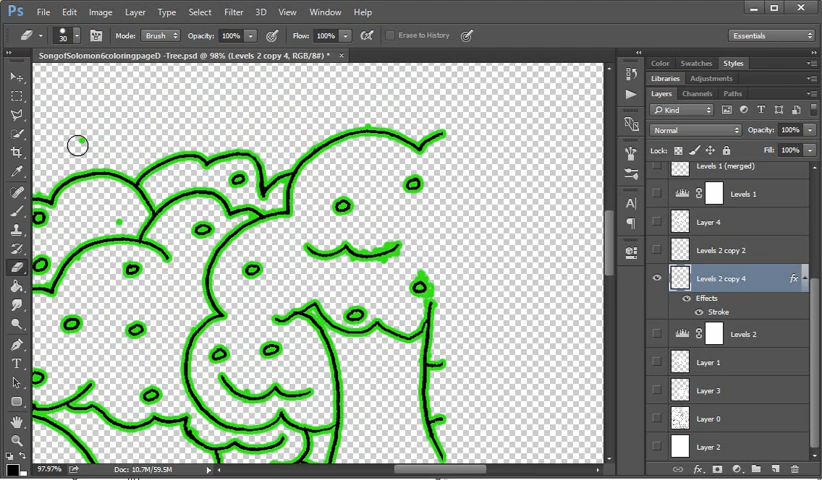 Ps File Edit Image Layer Type Select Filter 3D View Window Help
30 Mode: Brush Opacity: 100% Flow: 100% Erase to History Essentials
SongofSolomon6coloringpageD -Tree.psd @ 98% (Levels 2 copy 4, RGB/8#) * ×
Color Swatches Styles
Libraries Adjustments
Layers Channels Paths
Kind
Normal Opacity: 100%
Lock: Fill: 100%
Levels 1 (merged)
Levels 1
Layer 4
Levels 2 copy 2
Levels 2 copy 4 fx
Effects
Stroke
Levels 2
Layer 1
Layer 3
Layer 0
Layer 2
97.97% Doc: 10.7M/59.5M